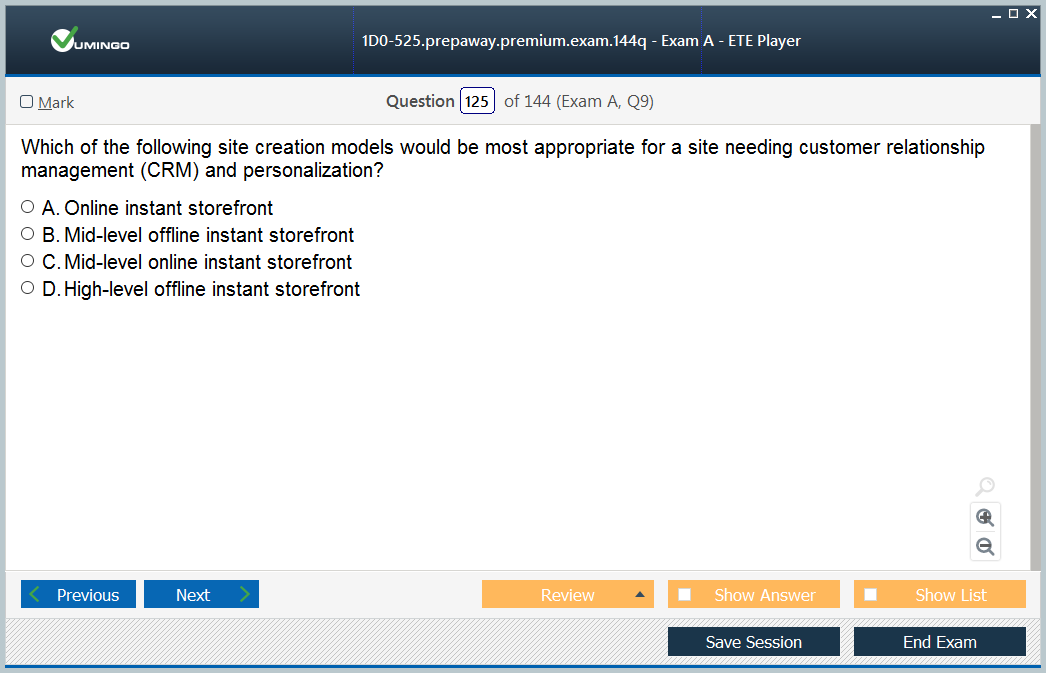 VUMINGO
1D0-525.prepaway.premium.exam.144q - Exam A - ETE Player
Mark
Question 125 of 144 (Exam A, Q9)
Which of the following site creation models would be most appropriate for a site needing customer relationship
management (CRM) and personalization?
A. Online instant storefront
B. Mid-level offline instant storefront
C. Mid-level online instant storefront
D. High-level offline instant storefront
Previous
Next
Review
Show Answer
Show List
Save Session
End Exam